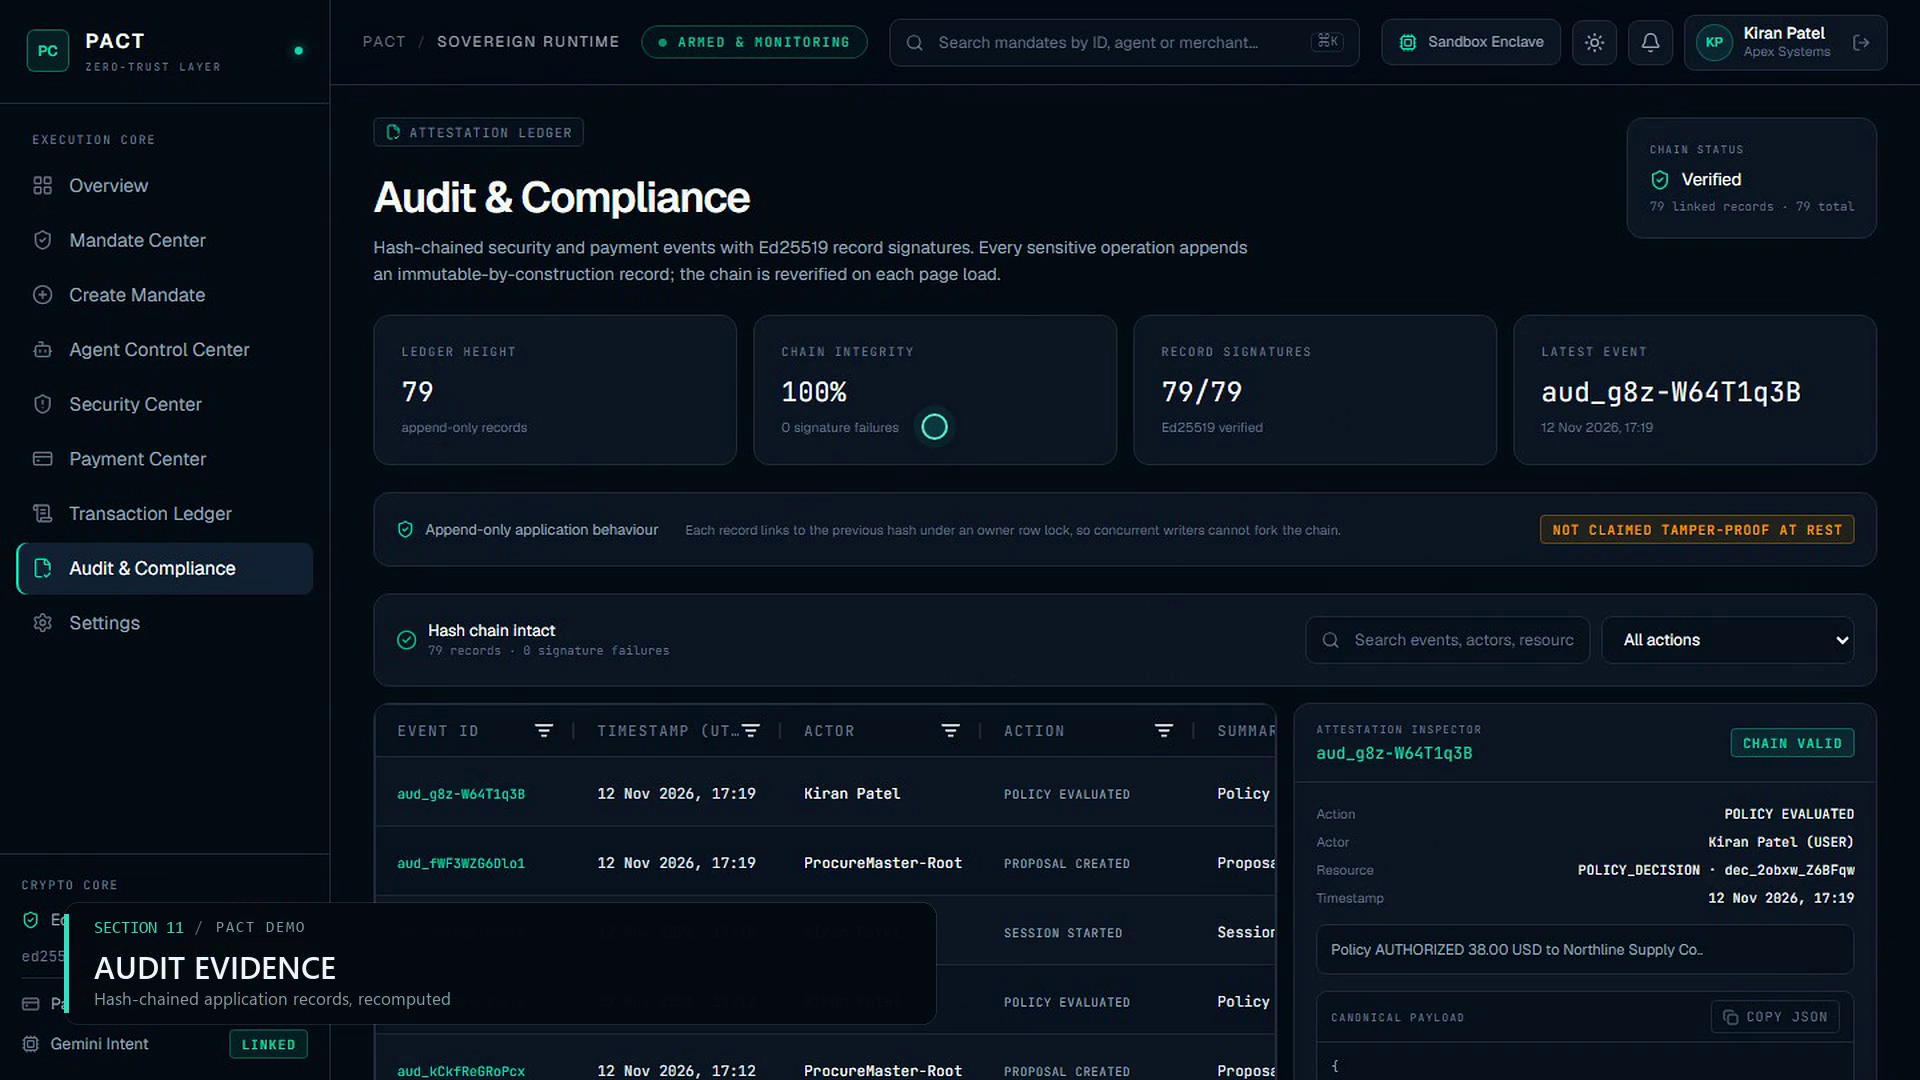 PC
PACT
ZERO-TRUST LAYER
PACT / SOVEREIGN RUNTIME
ARMED & MONITORING
Search mandates by ID, agent or merchant...
⌘K
Sandbox Enclave
KP
Kiran Patel
Apex Systems
EXECUTION CORE
Overview
Mandate Center
Create Mandate
Agent Control Center
Security Center
Payment Center
Transaction Ledger
Audit & Compliance
Settings
CRYPTO CORE
ed255
Gemini Intent
LINKED
ATTESTATION LEDGER
Audit & Compliance
Hash-chained security and payment events with Ed25519 record signatures. Every sensitive operation appends
an immutable-by-construction record; the chain is reverified on each page load.
CHAIN STATUS
Verified
79 linked records · 79 total
LEDGER HEIGHT
79
append-only records
CHAIN INTEGRITY
100%
0 signature failures
RECORD SIGNATURES
79/79
Ed25519 verified
LATEST EVENT
aud_g8z-W64T1q3B
12 Nov 2026, 17:19
Append-only application behaviour
Each record links to the previous hash under an owner row lock, so concurrent writers cannot fork the chain.
NOT CLAIMED TAMPER-PROOF AT REST
Hash chain intact
79 records · 0 signature failures
Search events, actors, resourc
All actions
EVENT ID | TIMESTAMP (UT… | ACTOR | ACTION | SUMMAR
aud_g8z-W64T1q3B 12 Nov 2026, 17:19 Kiran Patel POLICY EVALUATED Policy
aud_fWF3WZG6Dlo1 12 Nov 2026, 17:19 ProcureMaster-Root PROPOSAL CREATED Proposa
SESSION STARTED Session
POLICY EVALUATED Policy
aud_kCkfReGRoPcx 12 Nov 2026, 17:12 ProcureMaster-Root PROPOSAL CREATED Proposa
ATTESTATION INSPECTOR
aud_g8z-W64T1q3B
CHAIN VALID
Action POLICY EVALUATED
Actor Kiran Patel (USER)
Resource POLICY_DECISION · dec_2obxw_Z6BFqw
Timestamp 12 Nov 2026, 17:19
Policy AUTHORIZED 38.00 USD to Northline Supply Co..
CANONICAL PAYLOAD
COPY JSON
{
SECTION 11 / PACT DEMO
AUDIT EVIDENCE
Hash-chained application records, recomputed